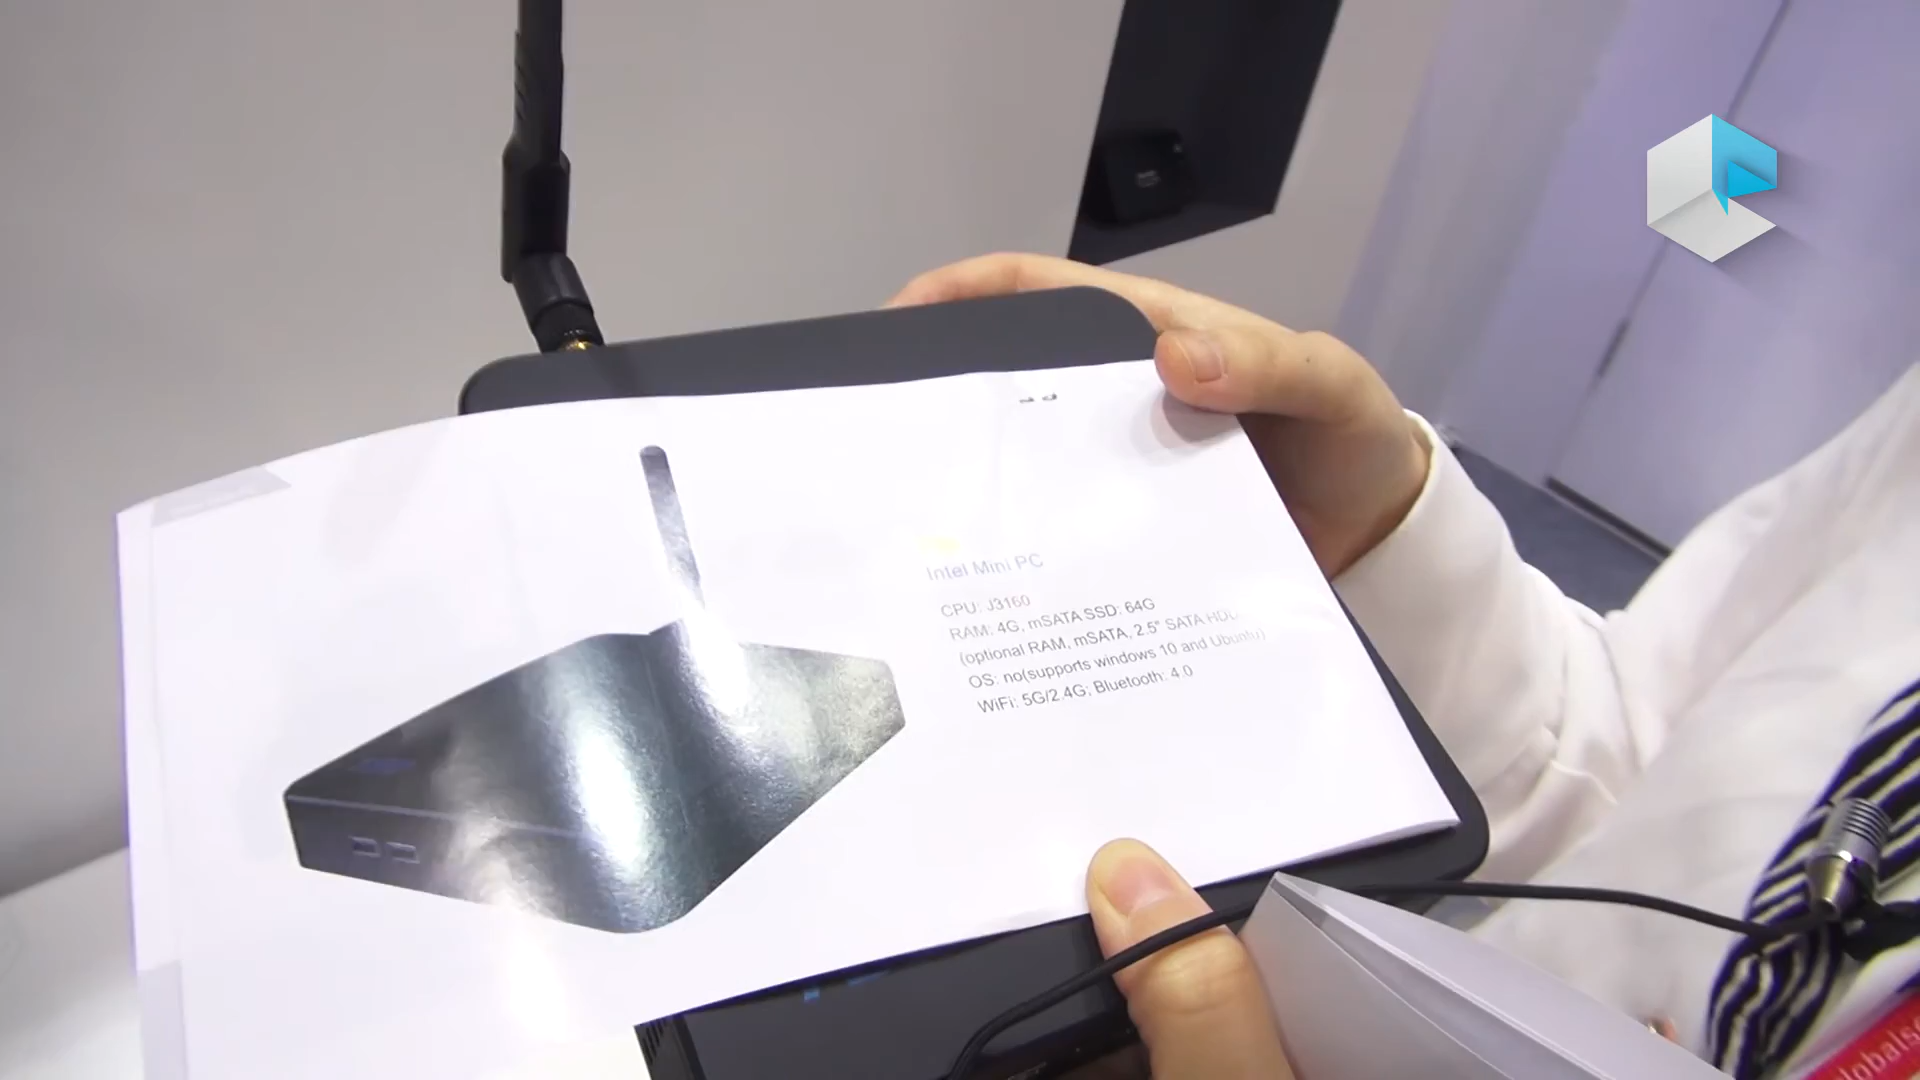 Intel Mini PC
CPU: J3160
RAM: 4G, mSATA SSD: 64G
(optional RAM, mSATA, 2.5" SATA HDD
OS: no(supports windows 10 and Ubuntu)
WiFi: 5G/2.4G; Bluetooth: 4.0